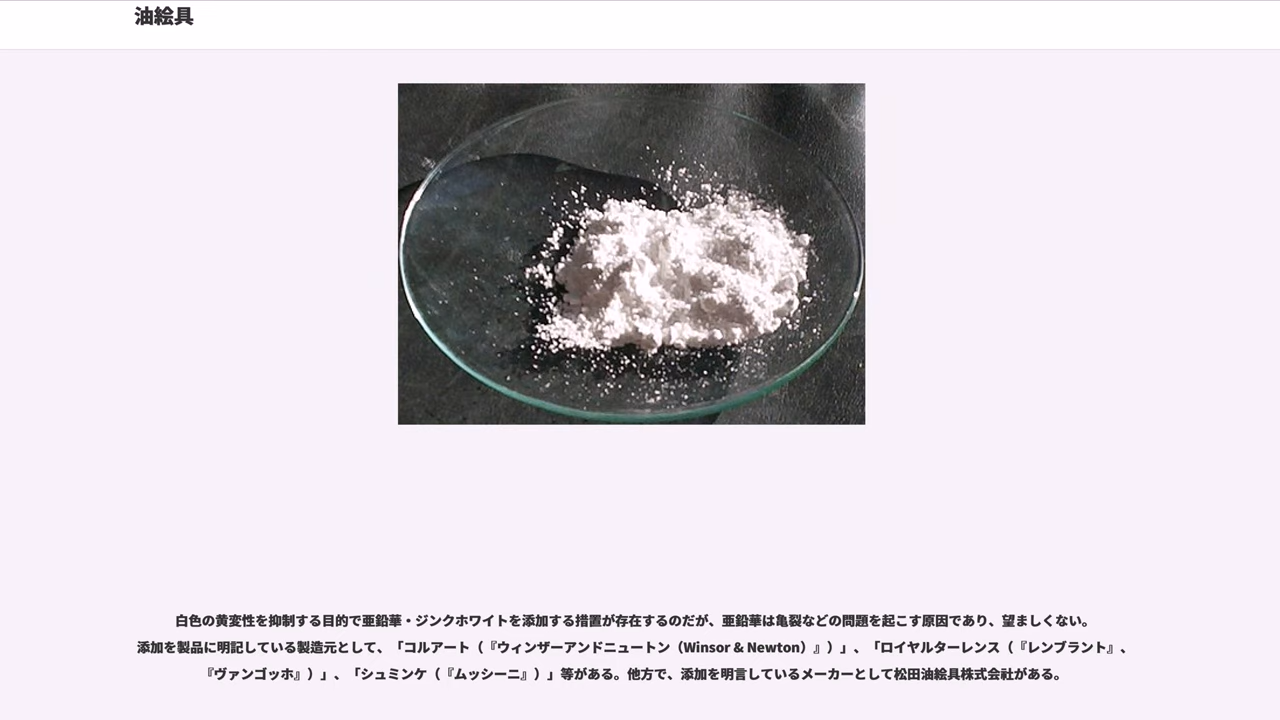 油絵具
白色の黄変性を抑制する目的で亜鉛華・ジンクホワイトを添加する措置が存在するのだが、亜鉛華は亀裂などの問題を起こす原因であり、望ましくない。
添加を製品に明記している製造元として、「コルアート（『ウィンザーアンドニュートン（Winsor & Newton）』）」、「ロイヤルターレンス（『レンブラント』、
『ヴァンゴッホ』）」、「シュミンケ（『ムッシーニ』）」等がある。他方で、添加を明言しているメーカーとして松田油絵具株式会社がある。